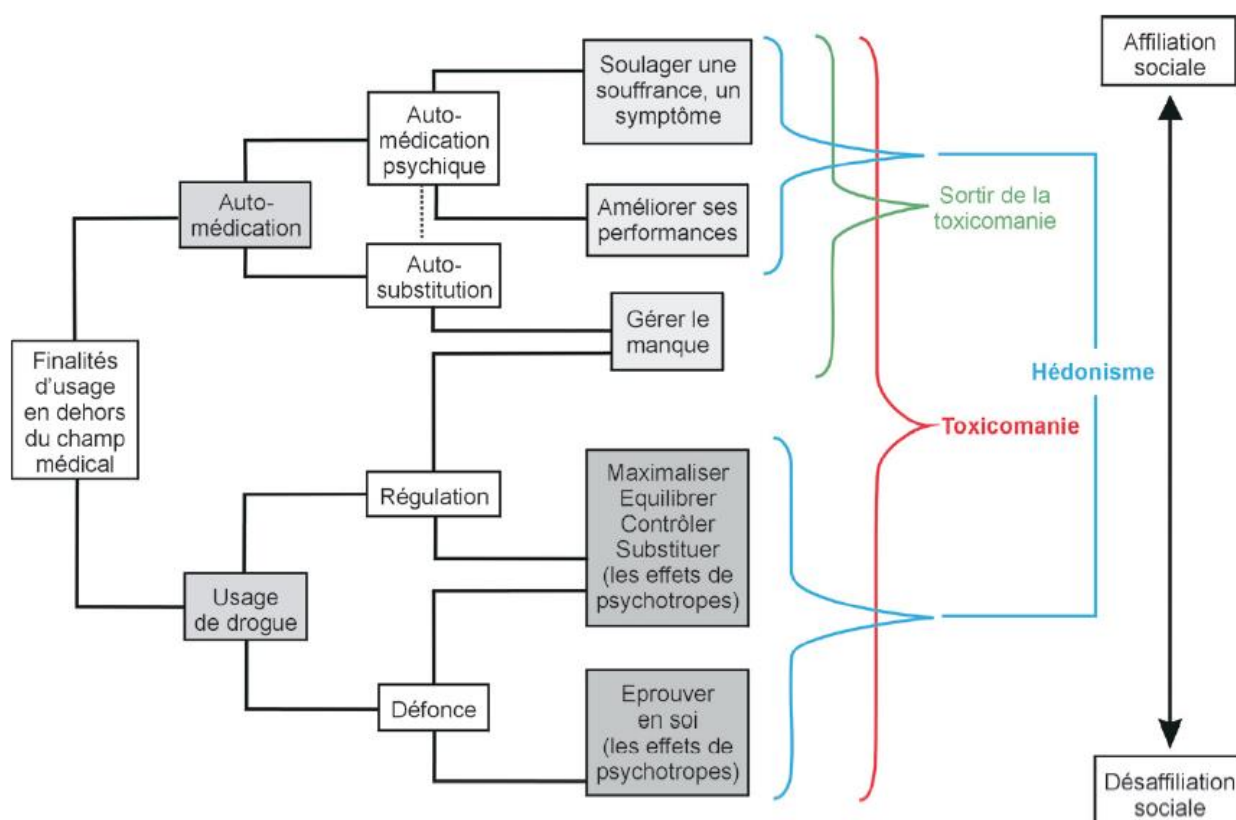 Finalités
d'usage
en dehors
du champ
médical
Auto-
médication
Usage
de drogue
Auto-
médication
psychique
Auto-
substitution
Régulation
Défonce
Soulager une
souffrance, un
symptôme
Améliorer ses
performances
Gérer le
manque
Maximaliser
Equilibrer
Contrôler
Substituer
(les effets de
psychotropes)
Eprouver
en soi
(les effets de
psychotropes)
Sortir de la
toxicomanie
Toxicomanie
Hédonisme
Affiliation
sociale
Désaffiliation
sociale